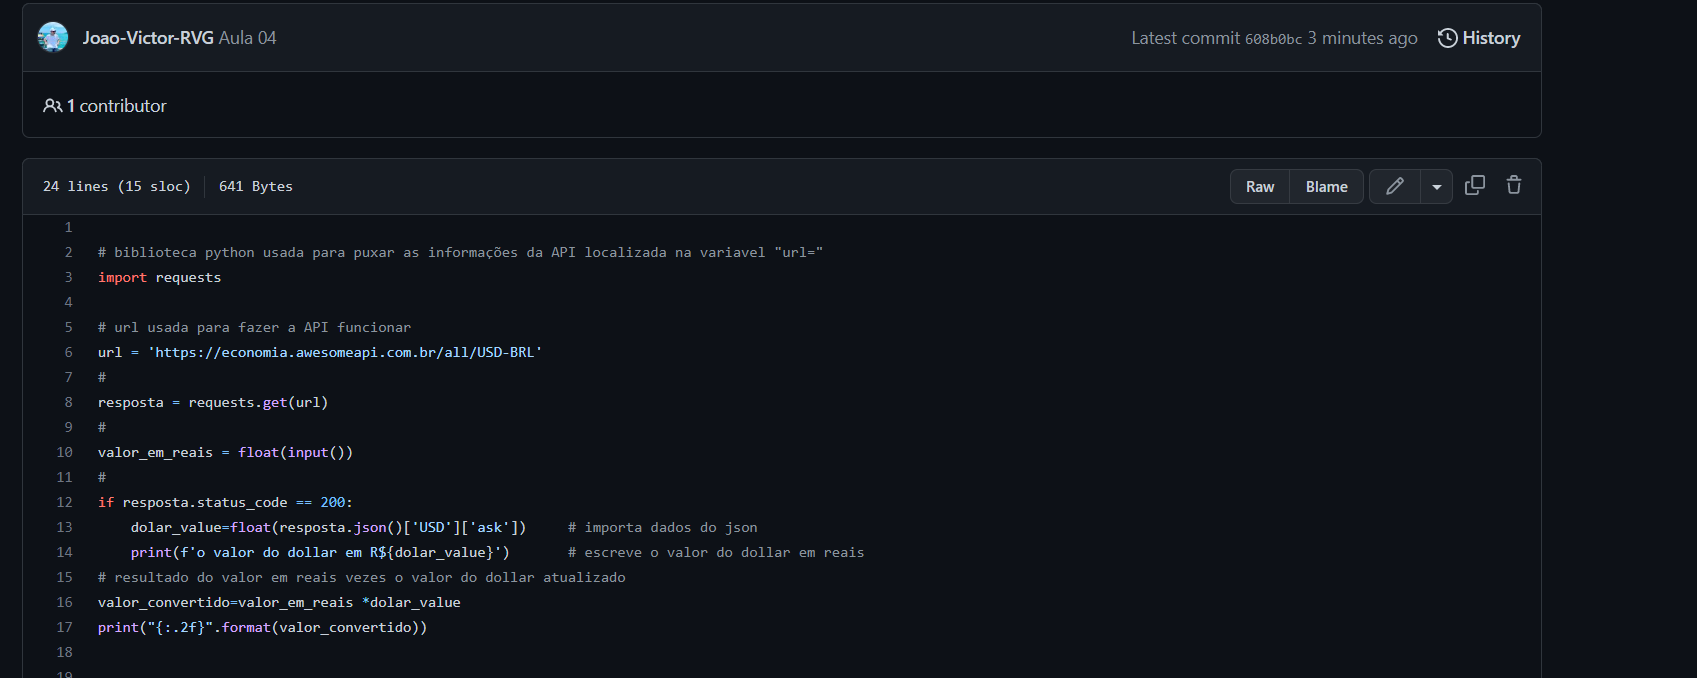 Joao-Victor-RVG Aula 04
Latest commit 608b0bc 3 minutes ago History
1 contributor
24 lines (15 sloc) 641 Bytes
Raw Blame
1
2 # biblioteca python usada para puxar as informações da API localizada na variavel "url="
3 import requests
4
5 # url usada para fazer a API funcionar
6 url = 'https://economia.awesomeapi.com.br/all/USD-BRL'
7 #
8 resposta = requests.get(url)
9 #
10 valor_em_reais = float(input())
11 #
12 if resposta.status_code == 200:
13 dolar_value=float(resposta.json()['USD']['ask']) # importa dados do json
14 print(f'o valor do dollar em R${dolar_value}') # escreve o valor do dollar em reais
15 # resultado do valor em reais vezes o valor do dollar atualizado
16 valor_convertido=valor_em_reais *dolar_value
17 print("{:.2f}".format(valor_convertido))
18
19